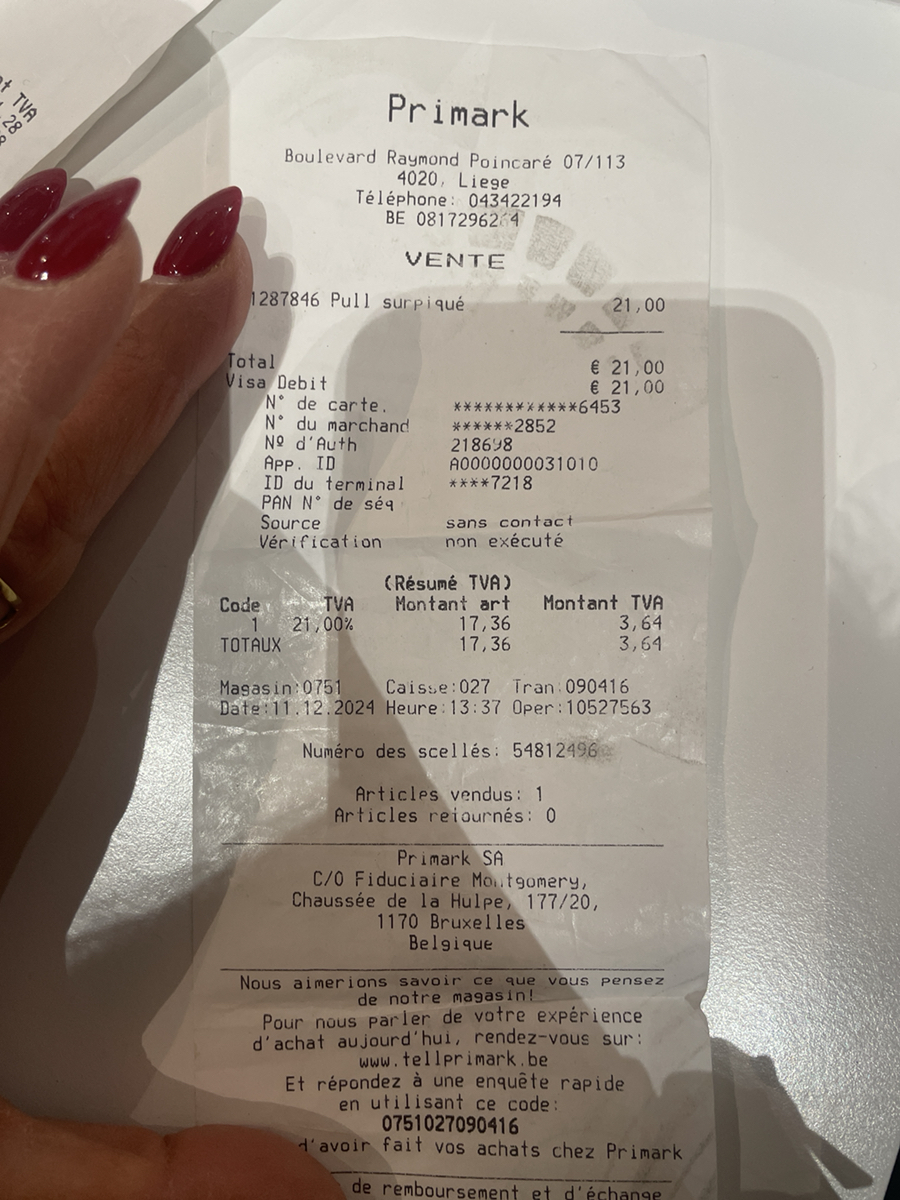 nt TVA
28
Primark
Boulevard Raymond Poincaré 07/113
4020, Liege
Téléphone: 043422194
BE 0817296264
VENTE
1287846 Pull surpiqué 21,00
Total € 21,00
Visa Debit € 21,00
N° de carte. ************6453
N° du marchand ******2852
Nº d'Auth 218698
App. ID A0000000031010
ID du terminal ****7218
PAN N° de séq
Source sans contact
Vérification non exécuté
(Résumé TVA)
Code TVA Montant art Montant TVA
1 21,00% 17,36 3,64
TOTAUX 17,36 3,64
Magasin:0751 Caisse:027 Tran:090416
Date:11.12.2024 Heure:13:37 Oper:10527563
Numéro des scellés: 54812496
Articles vendus: 1
Articles retournés: 0
Primark SA
C/O Fiduciaire Montgomery,
Chaussée de la Hulpe, 177/20,
1170 Bruxelles
Belgique
Nous aimerions savoir ce que vous pensez
de notre magasin!
Pour nous parler de votre expérience
d'achat aujourd'hui, rendez-vous sur:
www.tellprimark.be
Et répondez à une enquête rapide
en utilisant ce code:
0751027090416
d'avoir fait vos achats chez Primark
de remboursement et d'échange